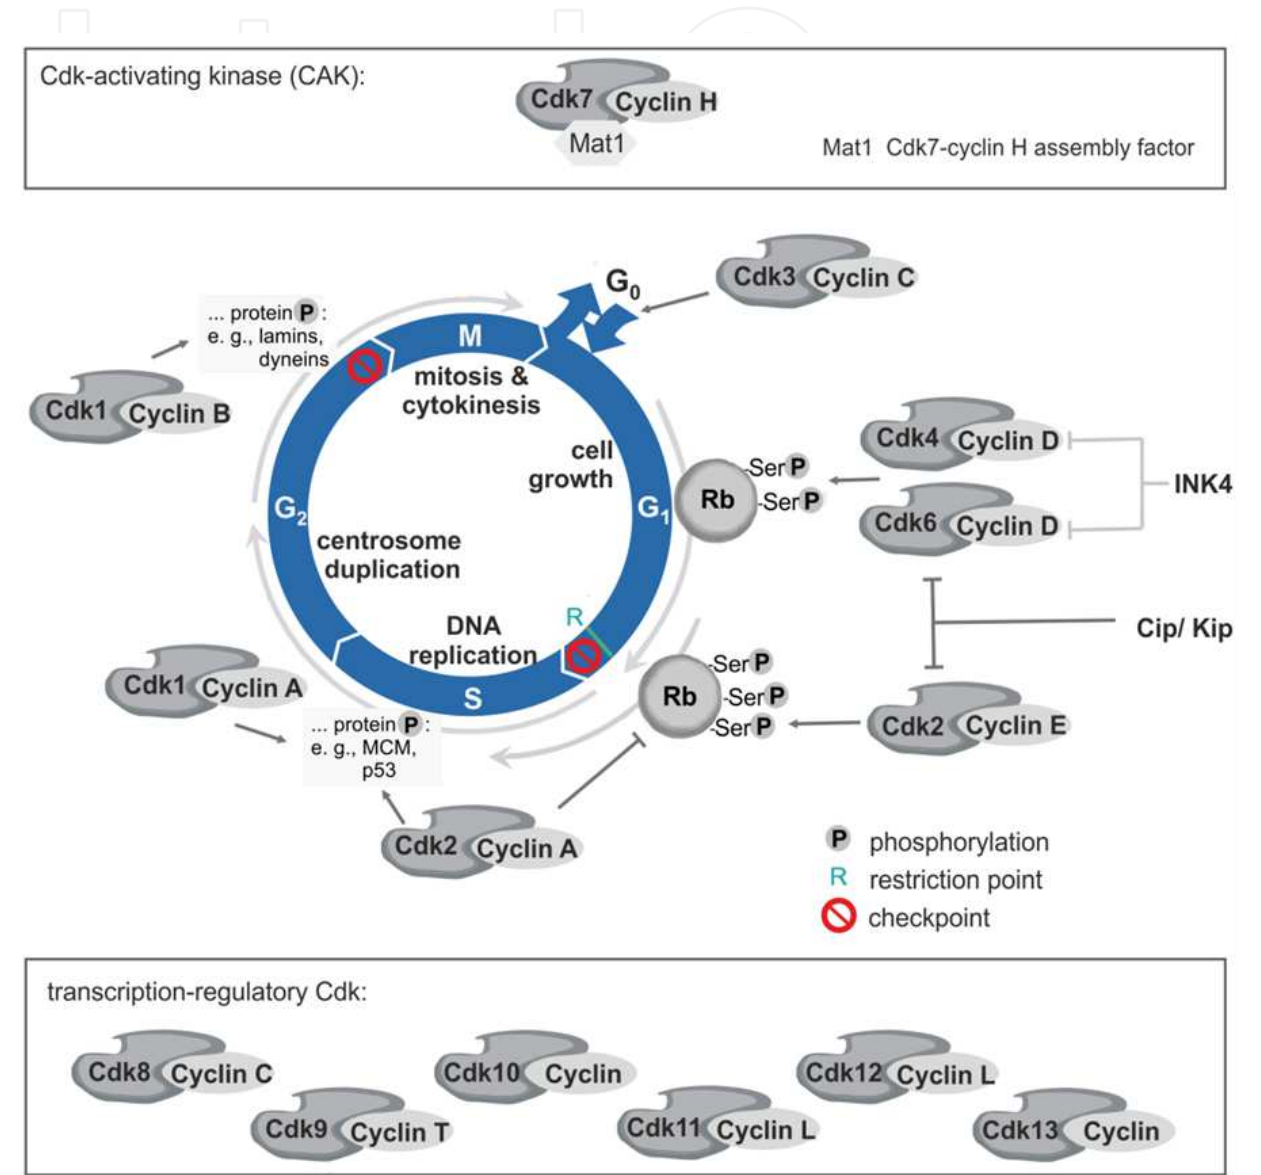 Cdk-activating kinase (CAK):
Cdk7 Cyclin H
Mat1
Mat1 Cdk7-cyclin H assembly factor
G0
Cdk3 Cyclin C
... protein P :
e. g., lamins,
dyneins
M
mitosis &
cytokinesis
Cdk1 Cyclin B
cell
growth
Cdk4 Cyclin D
-Ser P
Rb
-Ser P
INK4
G2
G1
Cdk6 Cyclin D
centrosome
duplication
R
DNA
replication
Cip/ Kip
S
Cdk1 Cyclin A
-Ser P
Rb
-Ser P
-Ser P
Cdk2 Cyclin E
... protein P :
e. g., MCM,
p53
Cdk2 Cyclin A
P phosphorylation
R restriction point
checkpoint
transcription-regulatory Cdk:
Cdk8 Cyclin C
Cdk10 Cyclin
Cdk12 Cyclin L
Cdk9 Cyclin T
Cdk11 Cyclin L
Cdk13 Cyclin